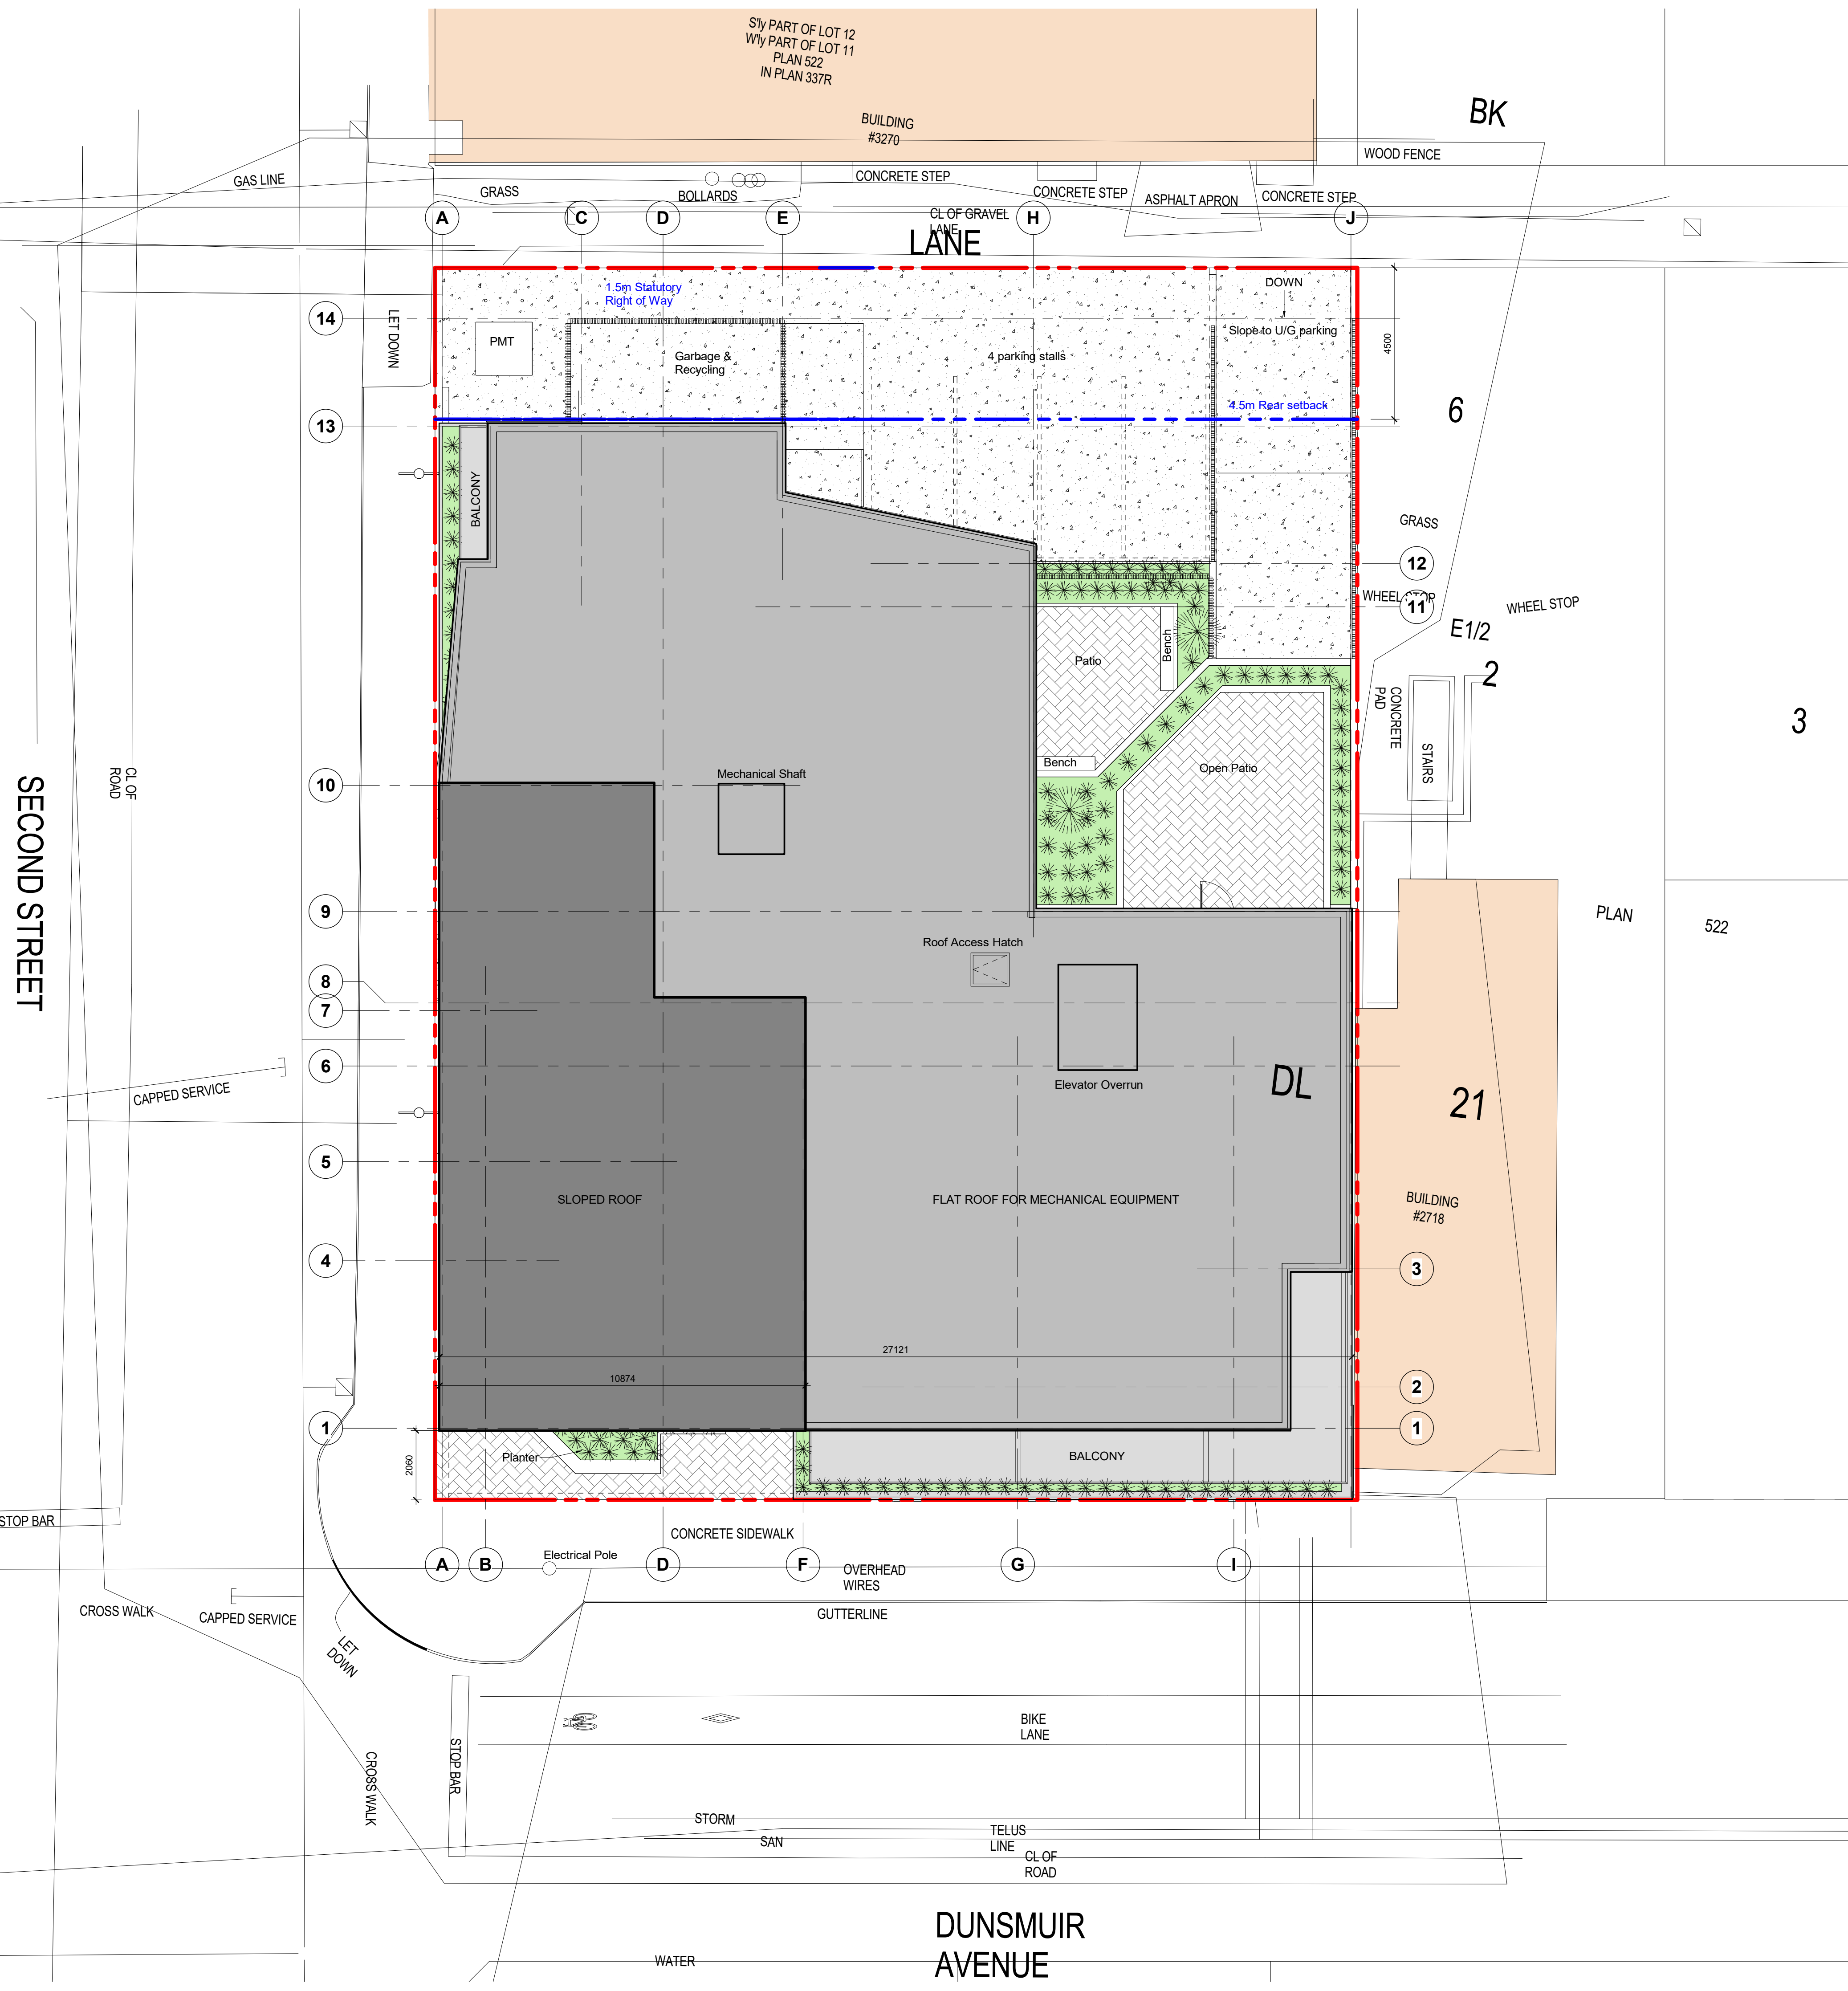 S'ly PART OF LOT 12
W'ly PART OF LOT 11
PLAN 522
IN PLAN 337R
BUILDING
#3270
BK
WOOD FENCE
GAS LINE
GRASS
BOLLARDS
CONCRETE STEP
CONCRETE STEP
ASPHALT APRON
CONCRETE STEP
A
C
D
E
H
J
CL OF GRAVEL
LANE
LANE
1.5m Statutory
Right of Way
DOWN
14
LET DOWN
PMT
Garbage &
Recycling
4 parking stalls
Slope to U/G parking
4500
4.5m Rear setback
6
13
BALCONY
GRASS
12
WHEEL STOP
11
WHEEL STOP
E1/2
2
Patio
Bench
CONCRETE
PAD
STAIRS
3
Bench
Open Patio
SECOND STREET
CL OF
ROAD
10
Mechanical Shaft
9
PLAN
522
Roof Access Hatch
8
7
6
Elevator Overrun
DL
21
CAPPED SERVICE
5
SLOPED ROOF
FLAT ROOF FOR MECHANICAL EQUIPMENT
BUILDING
#2718
4
3
27121
10874
2
1
1
2060
Planter
BALCONY
STOP BAR
CONCRETE SIDEWALK
A
B
D
F
G
I
Electrical Pole
OVERHEAD
WIRES
CROSS WALK
CAPPED SERVICE
GUTTERLINE
LET
DOWN
BIKE
LANE
STOP BAR
CROSS WALK
STORM
TELUS
LINE
SAN
CL OF
ROAD
DUNSMUIR
AVENUE
WATER